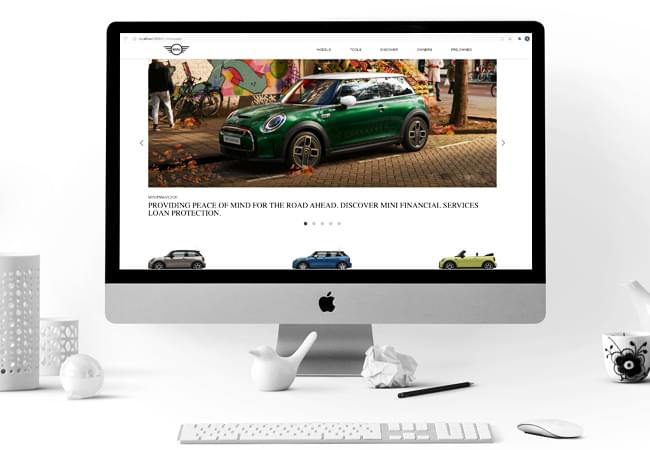 MINI
MODELS TOOLS DISCOVER OWNERS PRE-OWNED
PROVIDING PEACE OF MIND FOR THE ROAD AHEAD. DISCOVER MINI FINANCIAL SERVICES
LOAN PROTECTION.